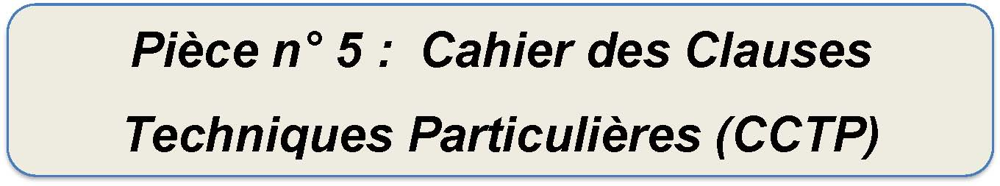 Pièce n° 5 : Cahier des Clauses
Techniques Particulières (CCTP)